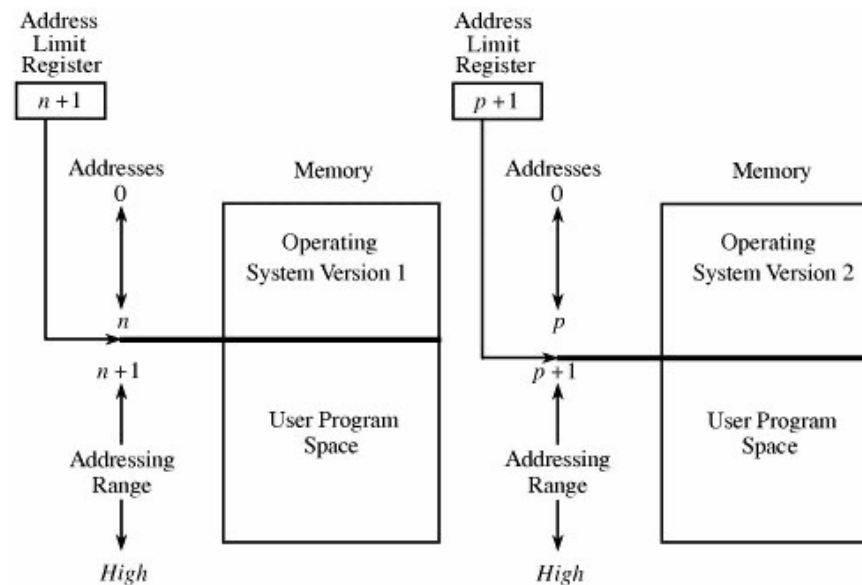 Address
Limit
Register
n + 1
Addresses
0
n
n + 1
Addressing
Range
High
Memory
Operating
System Version 1
User Program
Space
Address
Limit
Register
p + 1
Addresses
0
p
p + 1
Addressing
Range
High
Memory
Operating
System Version 2
User Program
Space